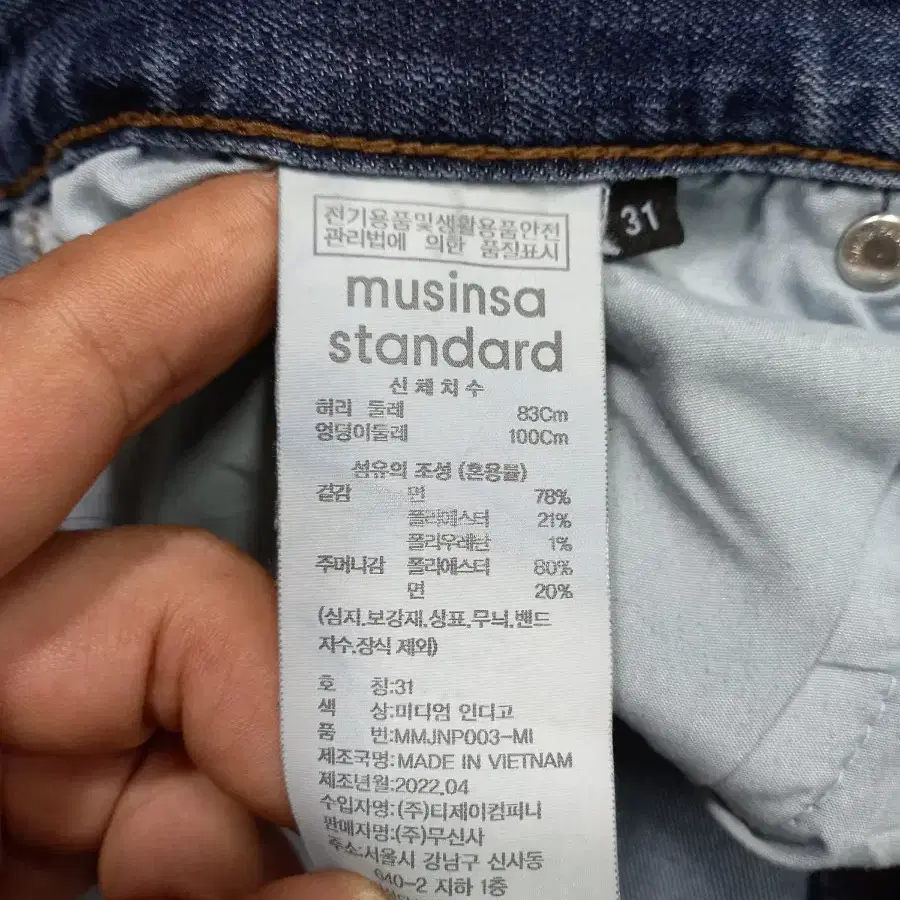 전기용품및생활용품안전
관리법에 의한 품질표시
31
musinsa
standard
신체치수
허리 둘레 83Cm
엉덩이둘레 100Cm
섬유의 조성 (혼용률)
겉감 면 78%
폴리에스터 21%
폴리우레탄 1%
주머니감 폴리에스터 80%
면 20%
(심지.보강재.상표.무늬.밴드
자수.장식 제외)
호 칭:31
색 상:미디엄 인디고
품 번:MMJNP003-MI
제조국명:MADE IN VIETNAM
제조년월:2022.04
수입자명:(주)티제이컴퍼니
판매자명:(주)무신사
주소:서울시 강남구 신사동
640-2 지하 1층